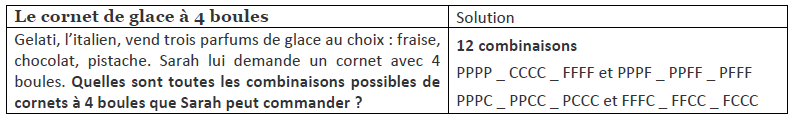 Le cornet de glace à 4 boules
Solution
Gelati, l’italien, vend trois parfums de glace au choix : fraise,
chocolat, pistache. Sarah lui demande un cornet avec 4
boules. Quelles sont toutes les combinaisons possibles de
cornets à 4 boules que Sarah peut commander ?
12 combinaisons
PPPP _ CCCC _ FFFF et PPPF _ PPFF _ PFFF
PPPC _ PPCC _ PCCC et FFFC _ FFCC _ FCCC